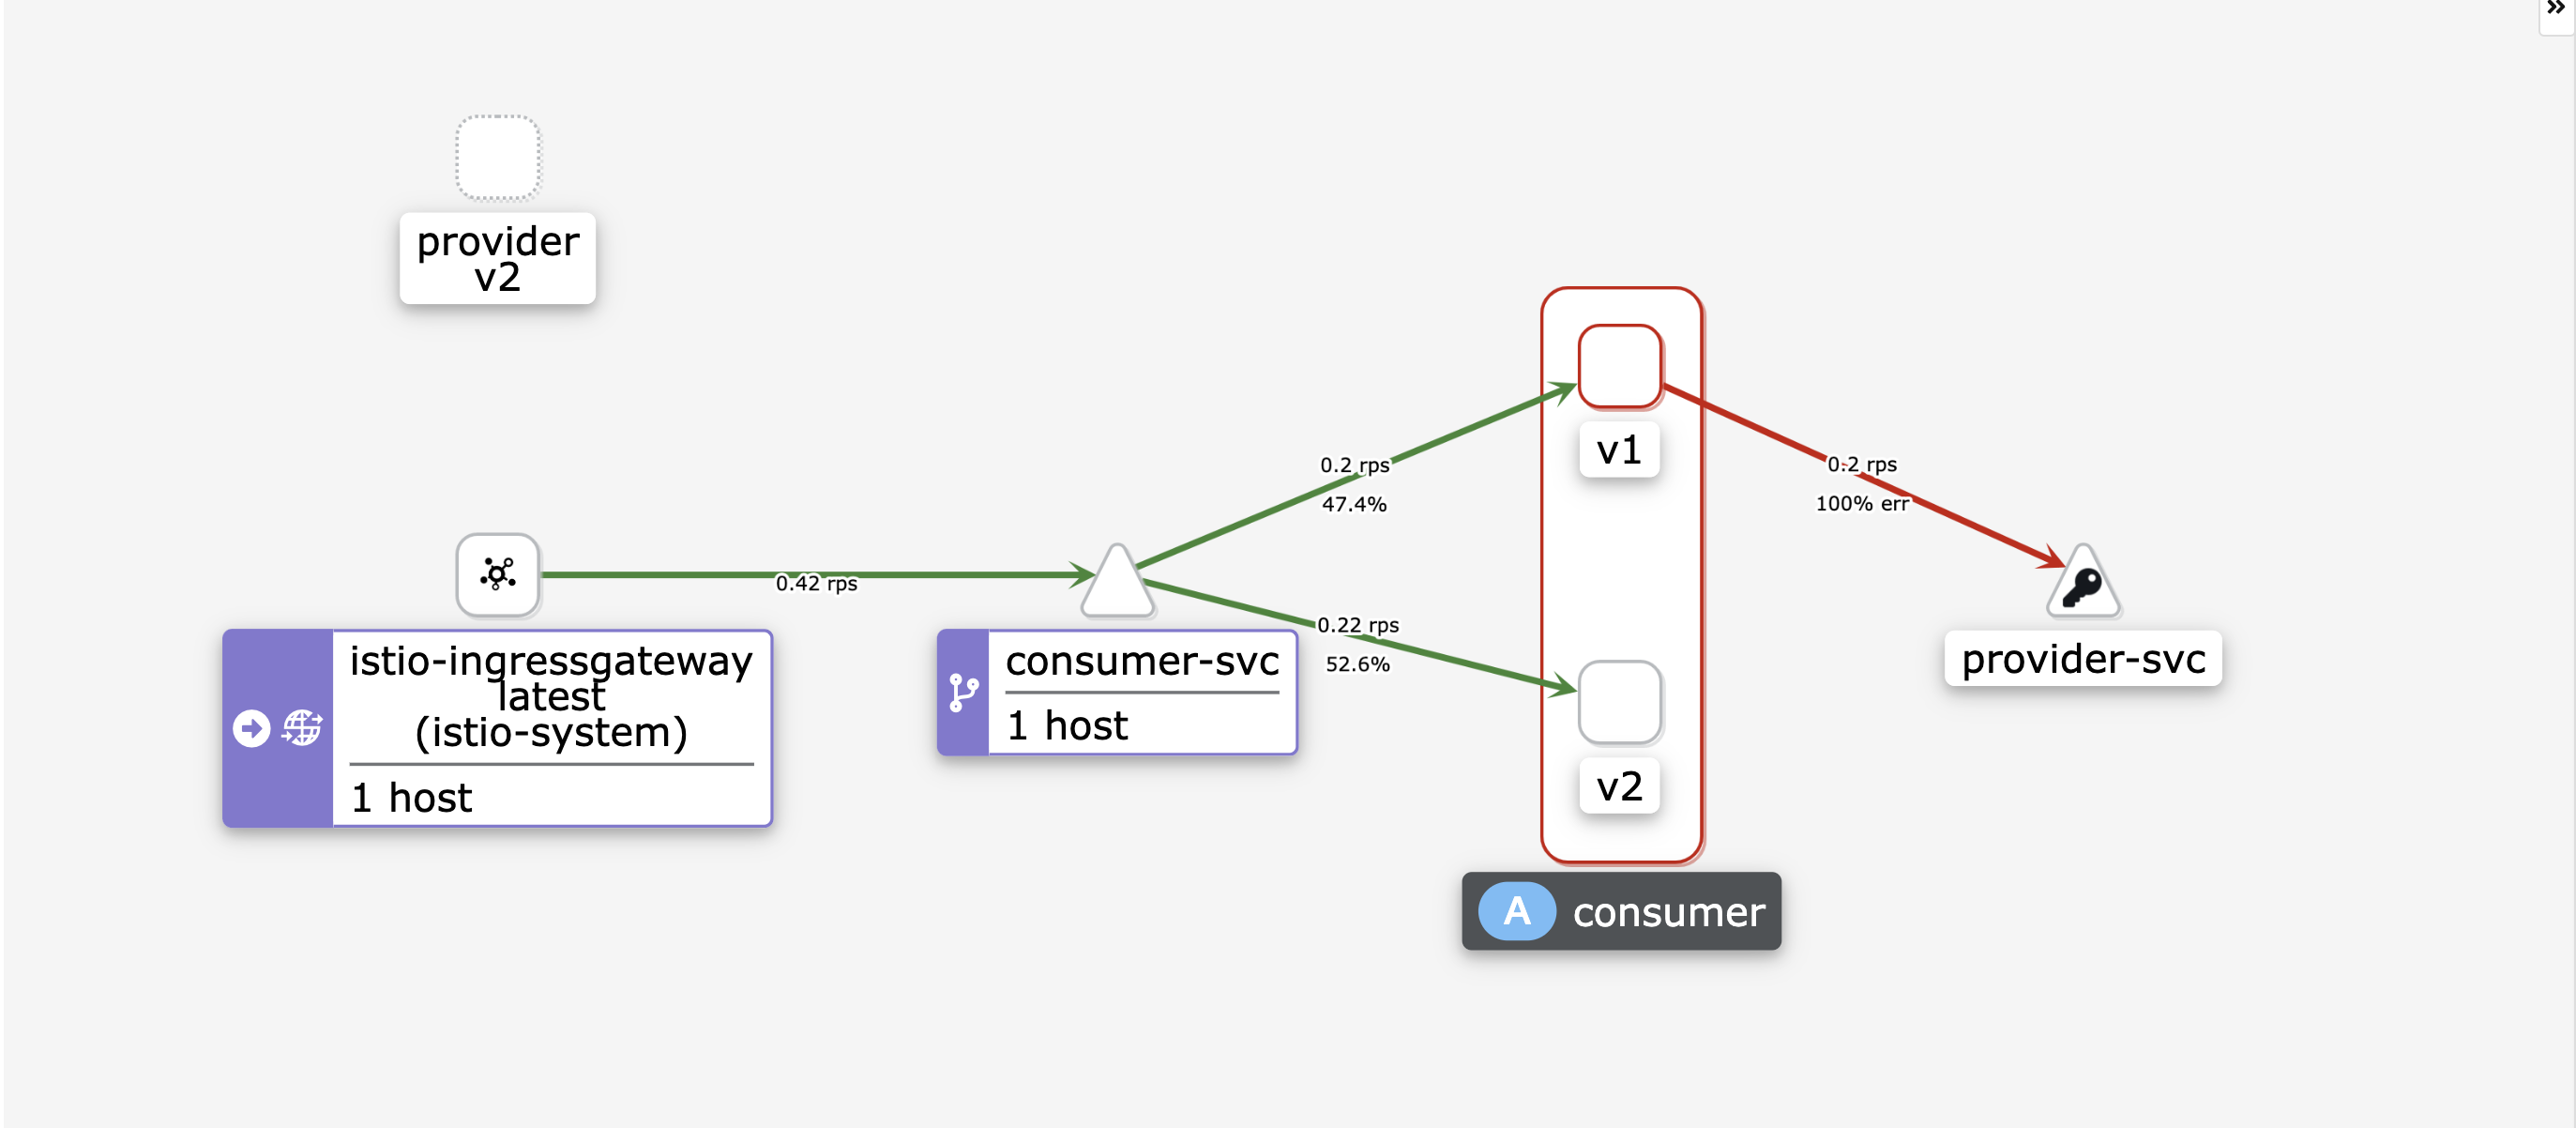 »
provider
v2
0.2 rps
47.4%
v1
0.2 rps
100% err
0.42 rps
0.22 rps
52.6%
istio-ingressgateway
latest
(istio-system)
1 host
consumer-svc
1 host
v2
provider-svc
A consumer